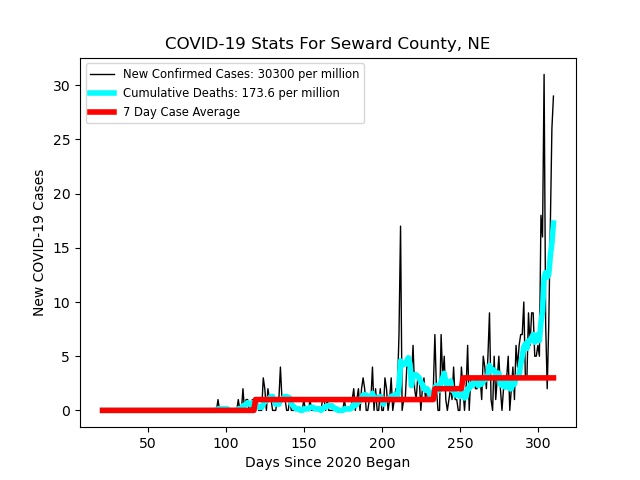 COVID-19 Stats For Seward County, NE
New Confirmed Cases: 30300 per million
Cumulative Deaths: 173.6 per million
7 Day Case Average
New COVID-19 Cases
30
25
20
15
10
5
0
50 100 150 200 250 300
Days Since 2020 Began